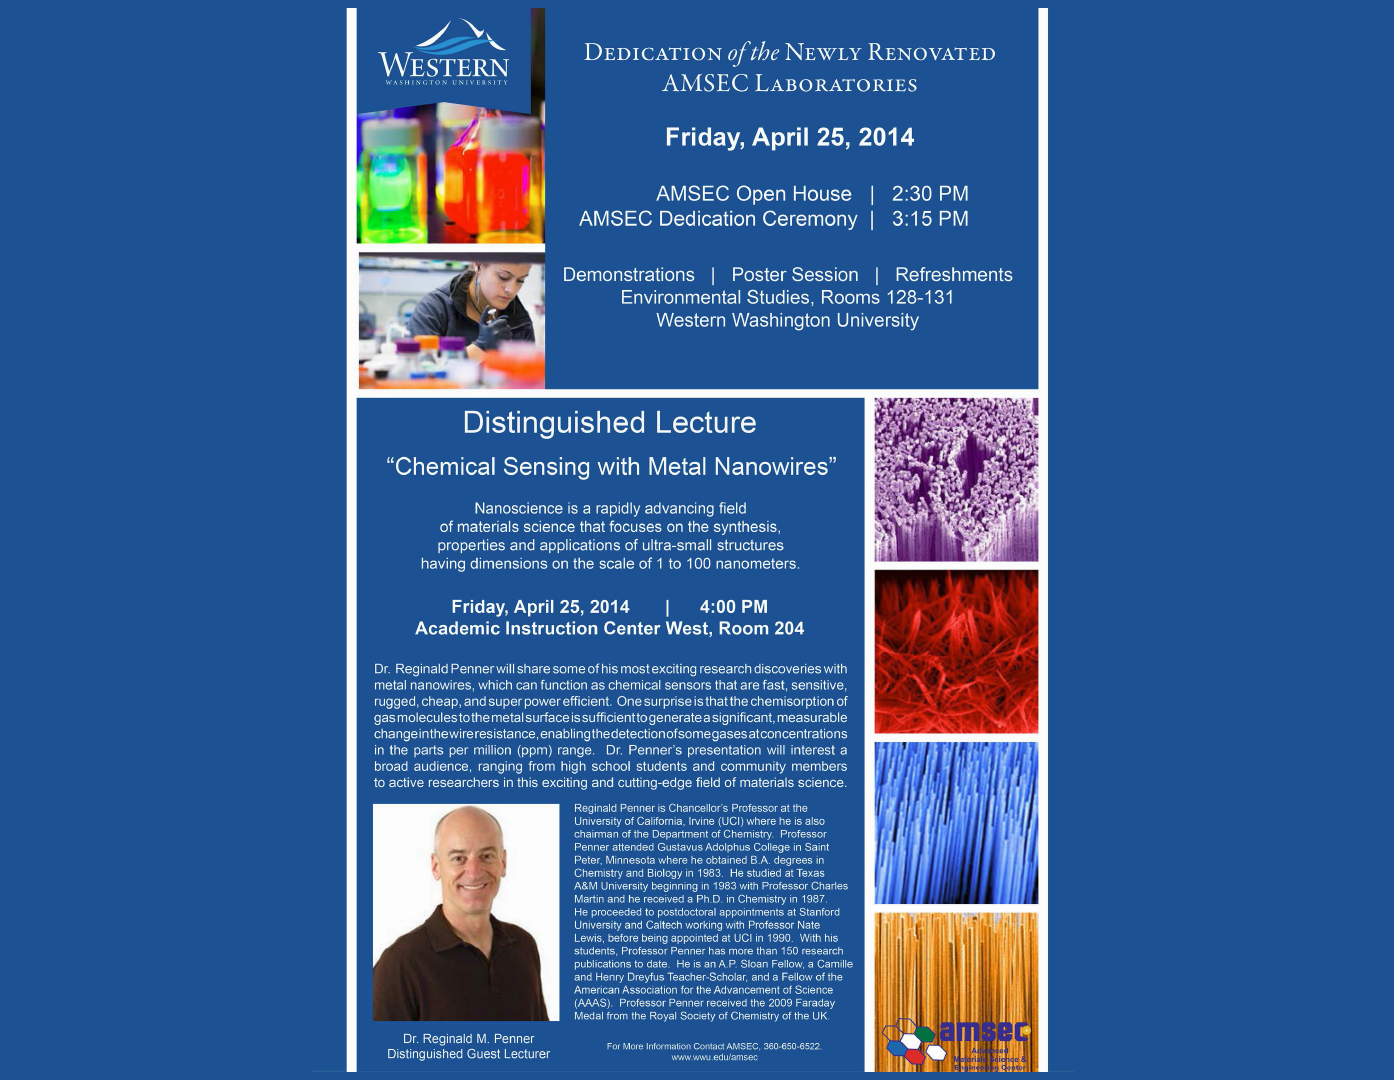 WESTERN
WASHINGTON UNIVERSITY
DEDICATION of the NEWLY RENOVATED
AMSEC LABORATORIES
Friday, April 25, 2014
AMSEC Open House | 2:30 PM
AMSEC Dedication Ceremony | 3:15 PM
Demonstrations | Poster Session | Refreshments
Environmental Studies, Rooms 128-131
Western Washington University
Distinguished Lecture
“Chemical Sensing with Metal Nanowires”
Nanoscience is a rapidly advancing field
of materials science that focuses on the synthesis,
properties and applications of ultra-small structures
having dimensions on the scale of 1 to 100 nanometers.
Friday, April 25, 2014 | 4:00 PM
Academic Instruction Center West, Room 204
Dr. Reginald Penner will share some of his most exciting research discoveries with
metal nanowires, which can function as chemical sensors that are fast, sensitive,
rugged, cheap, and super power efficient. One surprise is that the chemisorption of
gas molecules to the metal surface is sufficient to generate a significant, measurable
change in the wire resistance, enabling the detection of some gases at concentrations
in the parts per million (ppm) range. Dr. Penner’s presentation will interest a
broad audience, ranging from high school students and community members
to active researchers in this exciting and cutting-edge field of materials science.
Reginald Penner is Chancellor’s Professor at the
University of California, Irvine (UCI) where he is also
chairman of the Department of Chemistry. Professor
Penner attended Gustavus Adolphus College in Saint
Peter, Minnesota where he obtained B.A. degrees in
Chemistry and Biology in 1983. He studied at Texas
A&M University beginning in 1983 with Professor Charles
Martin and he received a Ph.D. in Chemistry in 1987.
He proceeded to postdoctoral appointments at Stanford
University and Caltech working with Professor Nate
Lewis, before being appointed at UCI in 1990. With his
students, Professor Penner has more than 150 research
publications to date. He is an A.P. Sloan Fellow, a Camille
and Henry Dreyfus Teacher-Scholar, and a Fellow of the
American Association for the Advancement of Science
(AAAS). Professor Penner received the 2009 Faraday
Medal from the Royal Society of Chemistry of the UK.
Dr. Reginald M. Penner
Distinguished Guest Lecturer
For More Information Contact AMSEC, 360-650-6522.
www.wwu.edu/amsec
amsec
Advanced
Materials Science &
Engineering Center